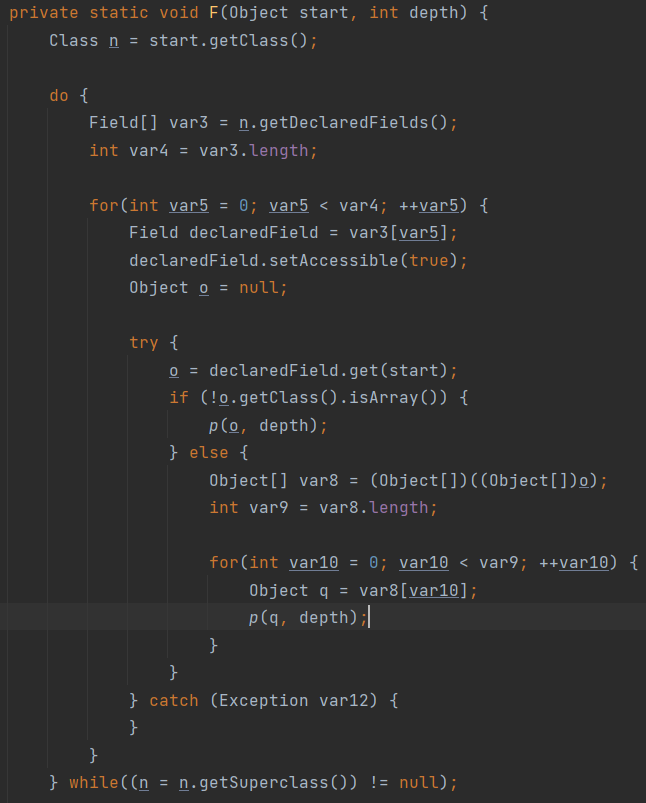 private static void F(Object start, int depth) {
    Class n = start.getClass();

    do {
        Field[] var3 = n.getDeclaredFields();
        int var4 = var3.length;

        for(int var5 = 0; var5 < var4; ++var5) {
            Field declaredField = var3[var5];
            declaredField.setAccessible(true);
            Object o = null;

            try {
                o = declaredField.get(start);
                if (!o.getClass().isArray()) {
                    p(o, depth);
                } else {
                    Object[] var8 = (Object[])((Object[])o);
                    int var9 = var8.length;

                    for(int var10 = 0; var10 < var9; ++var10) {
                        Object q = var8[var10];
                        p(q, depth);
                    }
                }
            } catch (Exception var12) {
            }
        }
    } while((n = n.getSuperclass()) != null);